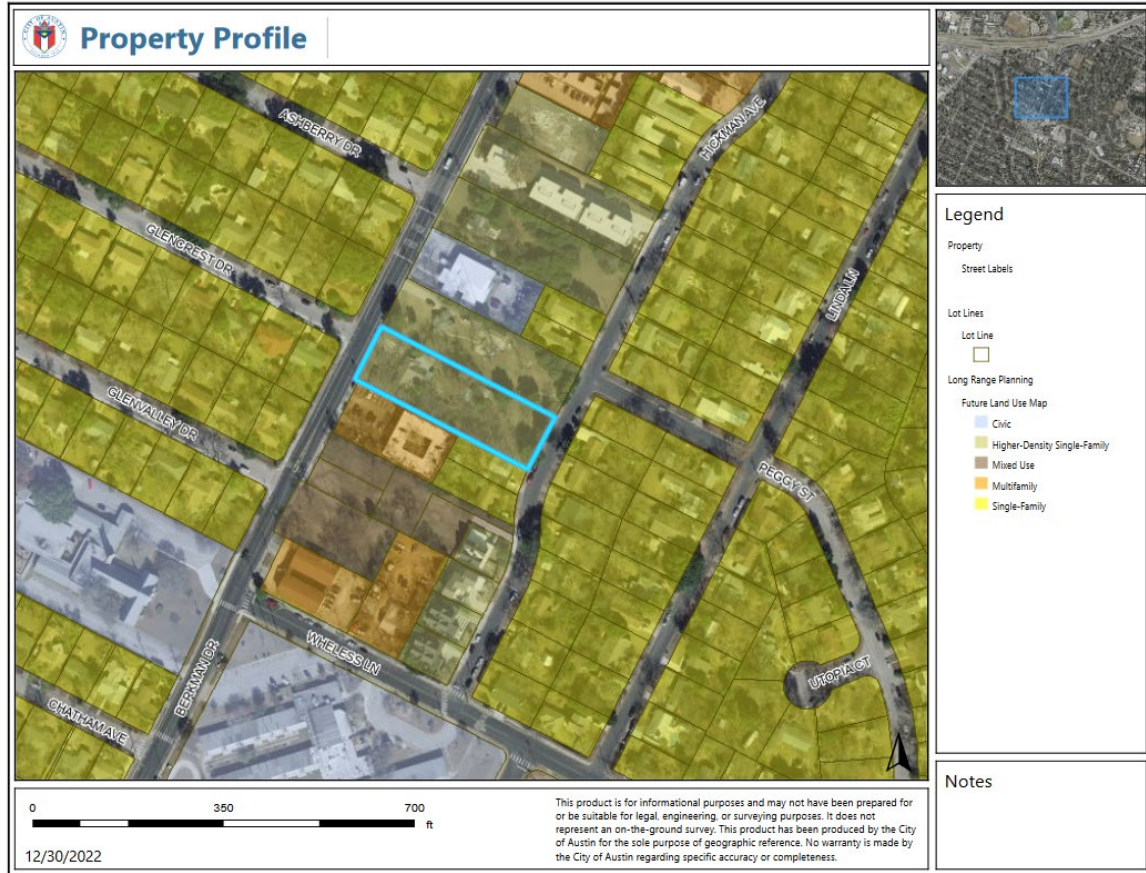 CITY OF AUSTIN
Property Profile
ASHBERRY DR
HICKMAN AVE
GLENCREST DR
LINDA LN
GLENVALLEY DR
PEGGY ST
WHELESS LN
UTOPIA CT
BERKMAN DR
CHATHAM AVE
Legend
Property
Street Labels
Lot Lines
Lot Line
Long Range Planning
Future Land Use Map
Civic
Higher-Density Single-Family
Mixed Use
Multifamily
Single-Family
Notes
0 350 700
ft
12/30/2022
This product is for informational purposes and may not have been prepared for
or be suitable for legal, engineering, or surveying purposes. It does not
represent an on-the-ground survey. This product has been produced by the City
of Austin for the sole purpose of geographic reference. No warranty is made by
the City of Austin regarding specific accuracy or completeness.